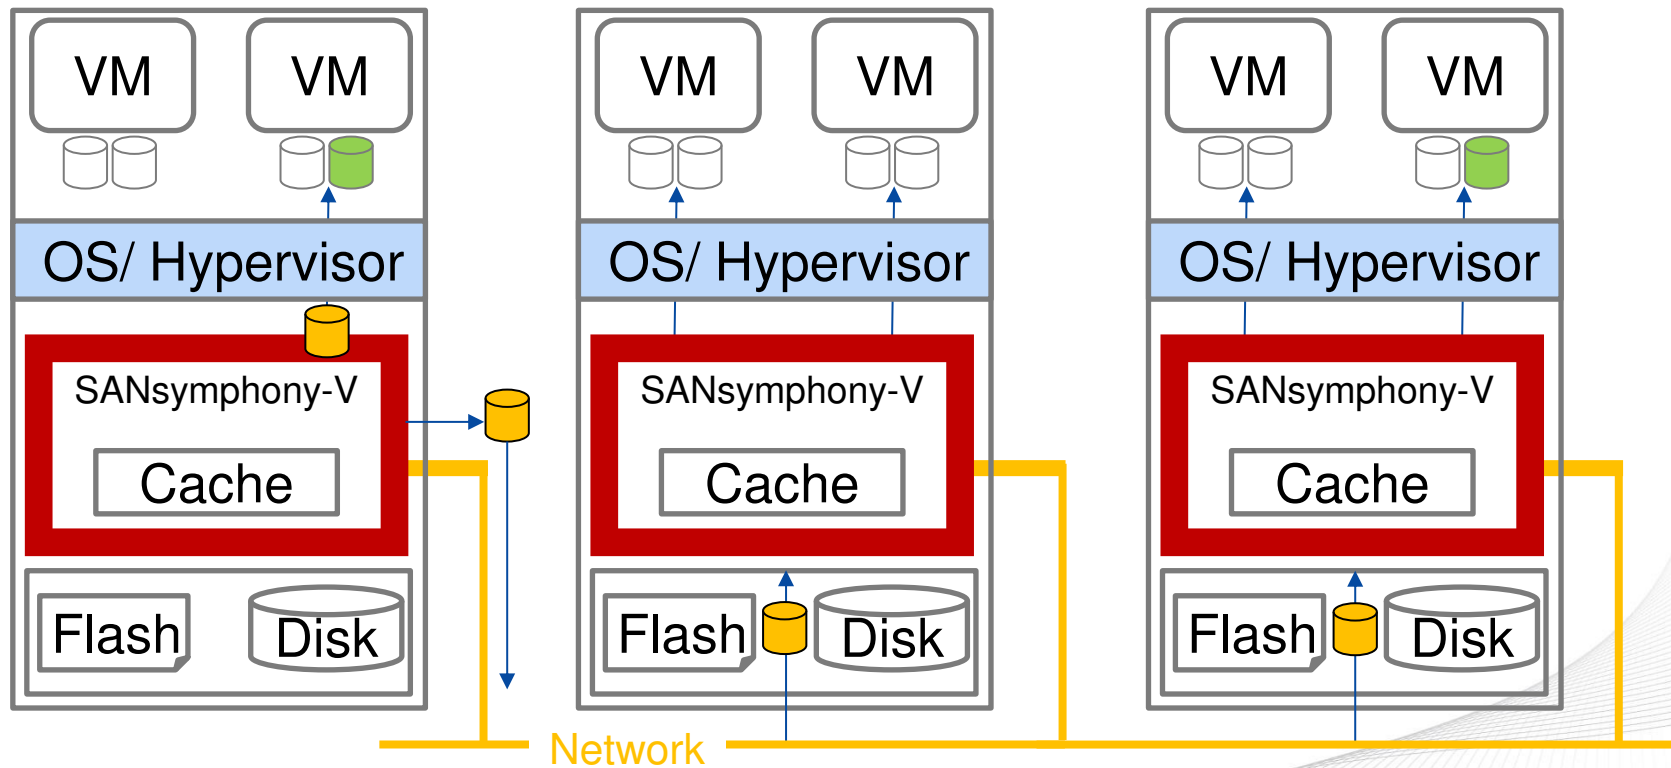 VM VM VM VM VM VM
OS/ Hypervisor OS/ Hypervisor OS/ Hypervisor
SANsymphony-V SANsymphony-V SANsymphony-V
Cache Cache Cache
Flash Disk Flash Disk Flash Disk
Network